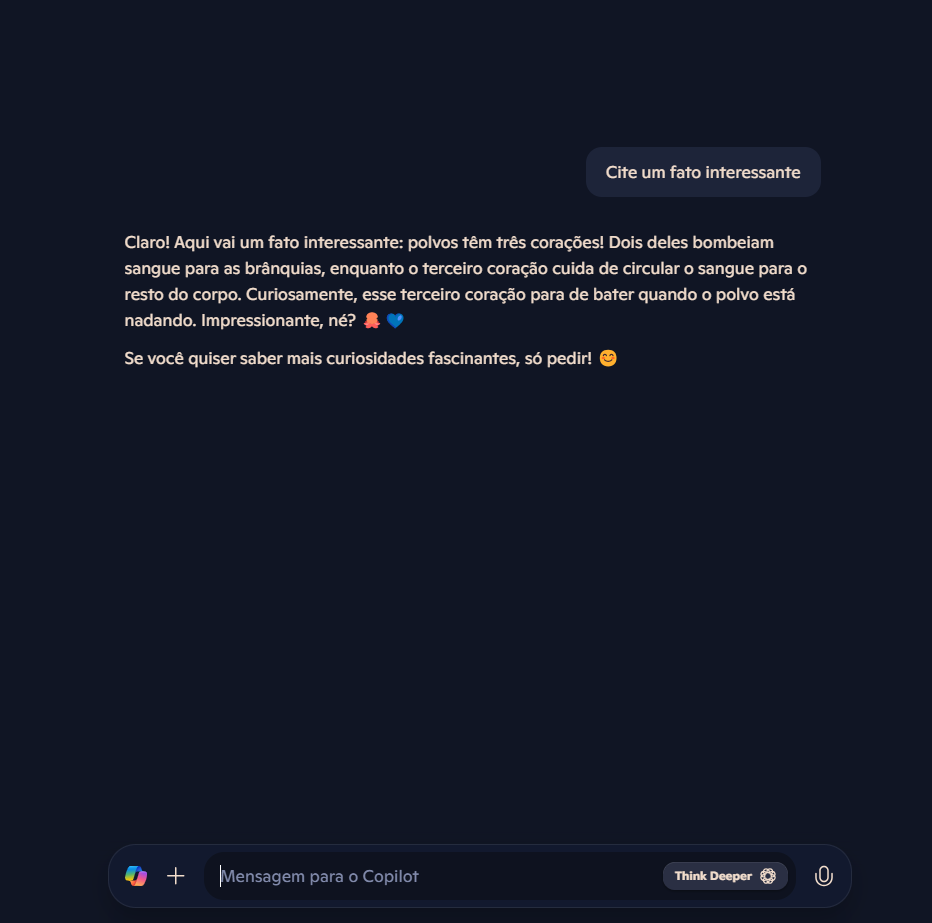 Cite um fato interessante
Claro! Aqui vai um fato interessante: polvos têm três corações! Dois deles bombeiam
sangue para as brânquias, enquanto o terceiro coração cuida de circular o sangue para o
resto do corpo. Curiosamente, esse terceiro coração para de bater quando o polvo está
nadando. Impressionante, né? 🐙 💙
Se você quiser saber mais curiosidades fascinantes, só pedir! 😊
Mensagem para o Copilot
Think Deeper